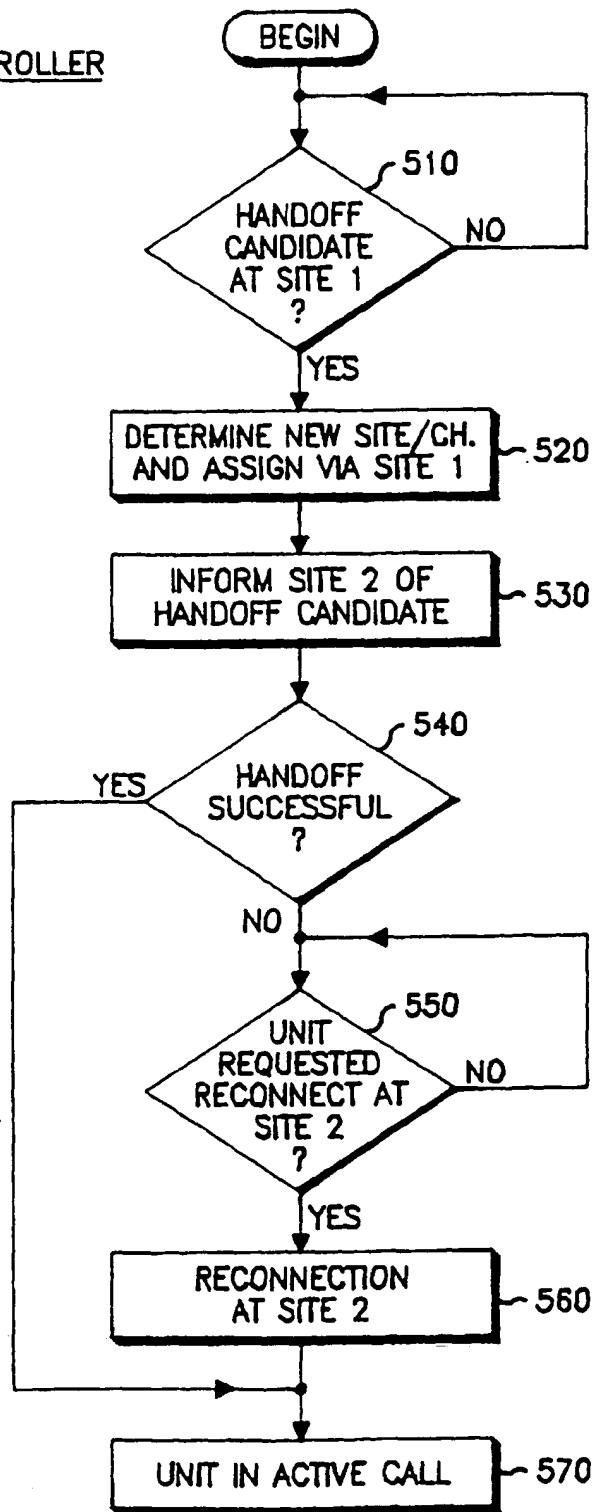 BEGIN
ROLLER
510
HANDOFF
CANDIDATE
AT SITE 1
?
NO
YES
DETERMINE NEW SITE/CH.
AND ASSIGN VIA SITE 1
520
INFORM SITE 2 OF
HANDOFF CANDIDATE
530
540
YES
HANDOFF
SUCCESSFUL
?
NO
550
UNIT
REQUESTED
RECONNECT AT
SITE 2
?
NO
YES
RECONNECTION
AT SITE 2
560
UNIT IN ACTIVE CALL
570